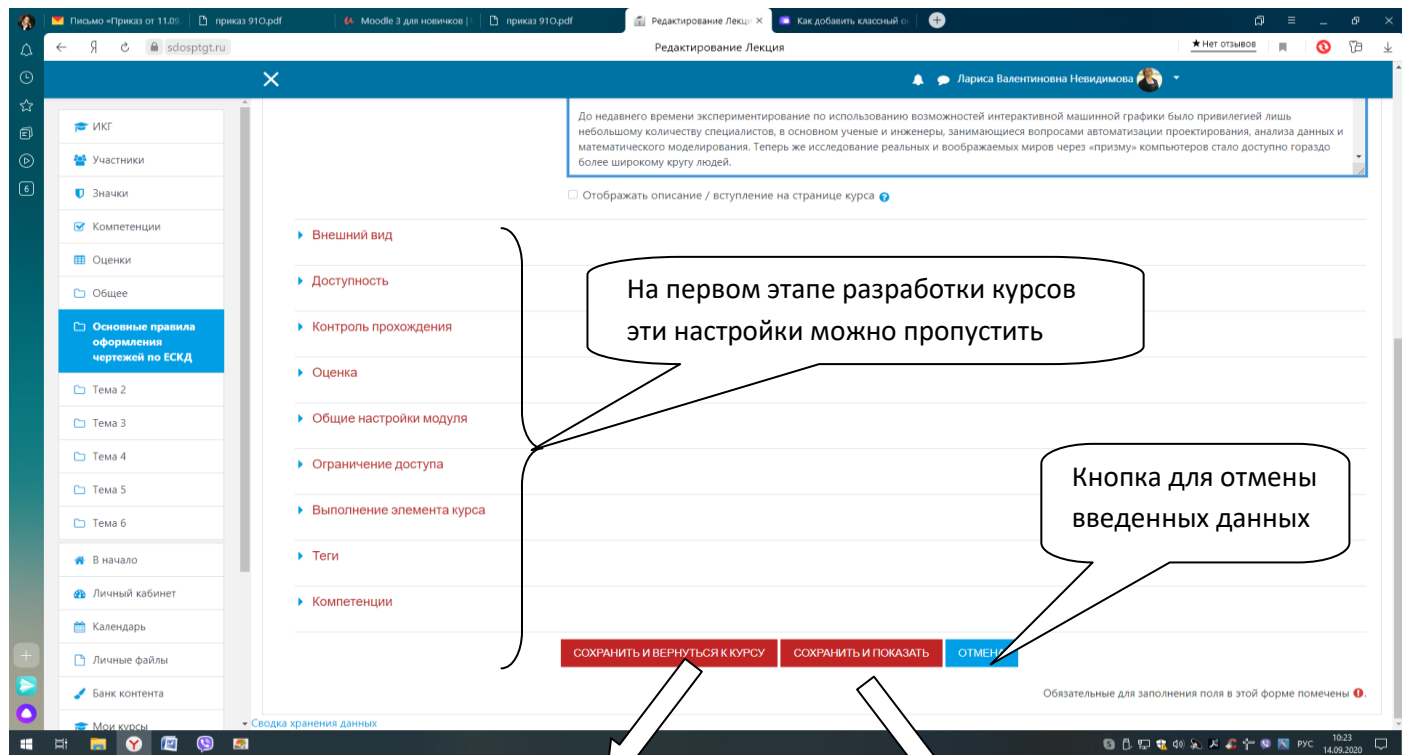 Письмо «Приказ от 11.09.
приказ 91О.pdf
Moodle 3 для новичков |
приказ 91О.pdf
Редактирование Лекци
Как добавить классный о
sdosptgt.ru
Редактирование Лекция
★ Нет отзывов
Лариса Валентиновна Невидимова
6
ИКГ
Участники
Значки
Компетенции
Оценки
Общее
Основные правила
оформления
чертежей по ЕСКД
Тема 2
Тема 3
Тема 4
Тема 5
Тема 6
В начало
Личный кабинет
Календарь
Личные файлы
Банк контента
Мои курсы
До недавнего времени экспериментирование по использованию возможностей интерактивной машинной графики было привилегией лишь
небольшому количеству специалистов, в основном ученые и инженеры, занимающиеся вопросами автоматизации проектирования, анализа данных и
математического моделирования. Теперь же исследование реальных и воображаемых миров через «призму» компьютеров стало доступно гораздо
более широкому кругу людей.
Отображать описание / вступление на странице курса
Внешний вид
Доступность
Контроль прохождения
Оценка
Общие настройки модуля
Ограничение доступа
Выполнение элемента курса
Теги
Компетенции
На первом этапе разработки курсов
эти настройки можно пропустить
Кнопка для отмены
введенных данных
СОХРАНИТЬ И ВЕРНУТЬСЯ К КУРСУ
СОХРАНИТЬ И ПОКАЗАТЬ
ОТМЕНА
Обязательные для заполнения поля в этой форме помечены
Сводка хранения данных
РУС
10:23
14.09.2020